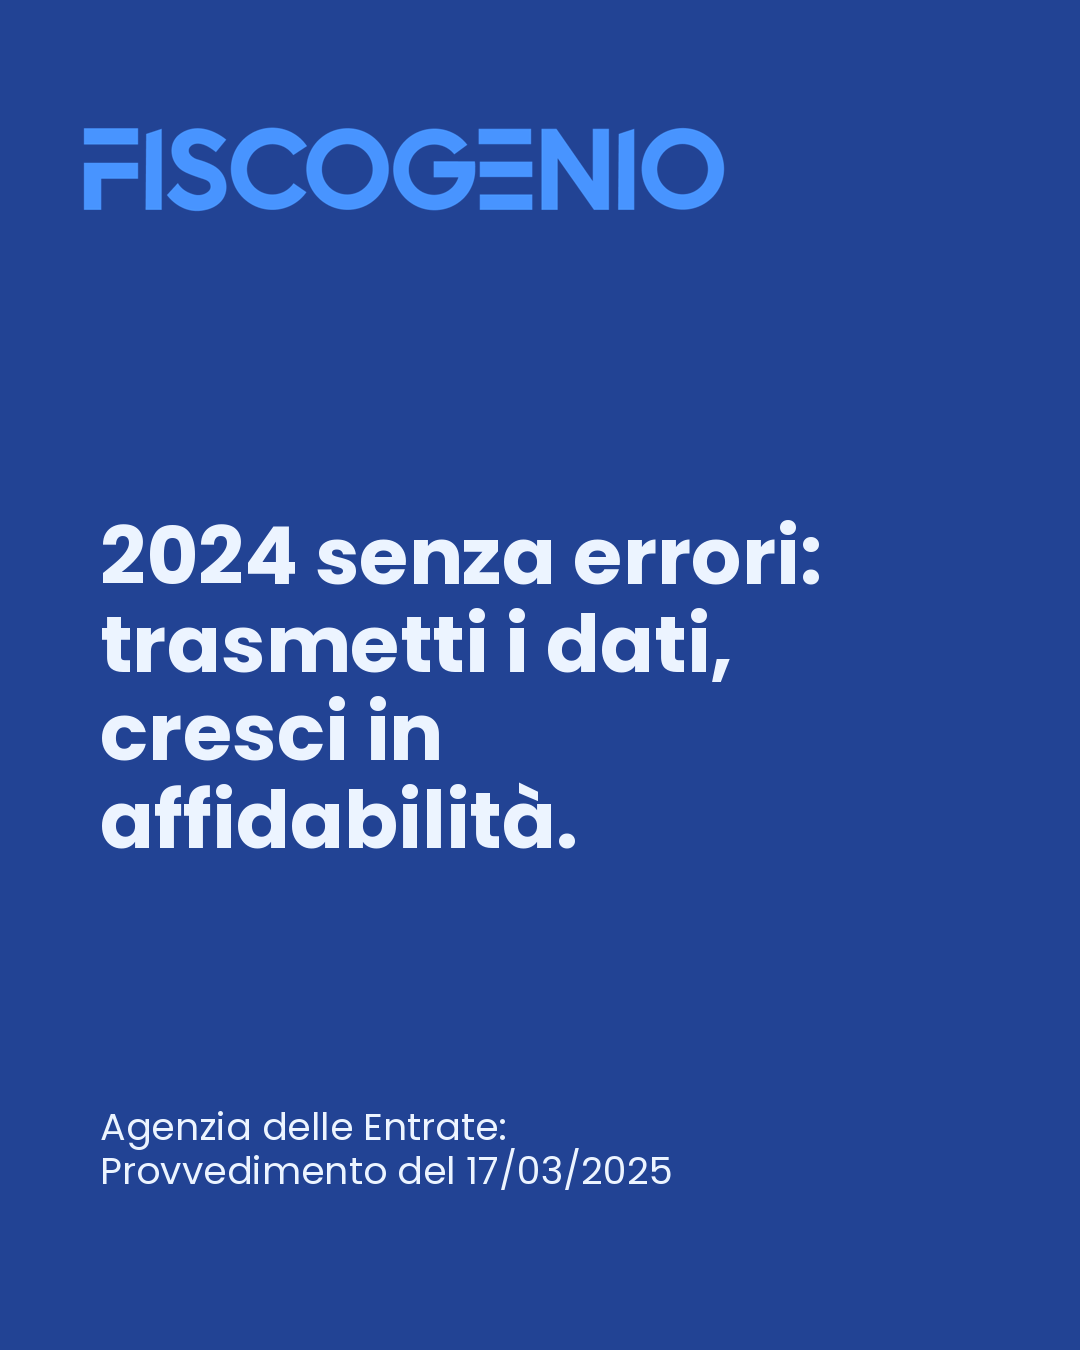 FISCOGENIO
2024 senza errori:
trasmetti i dati,
cresci in
affidabilità.
Agenzia delle Entrate:
Provvedimento del 17/03/2025